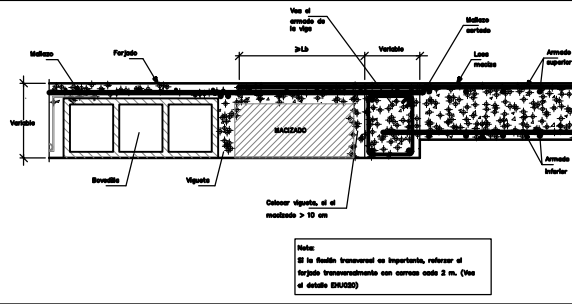 Vea el
armado de
la viga
Mallazo
cortado
≥Lb
Variable
Mallazo
Forjado
Losa
maciza
Armado
superior
Variable
MACIZADO
Bovedilla
Vigueta
Armado
inferior
Colocar vigueta, si el
macizado > 10 cm
Nota:
Si la flexión transversal es importante, reforzar el
forjado transversalmente con correas cada 2 m. (Vea
el detalle EHU020)